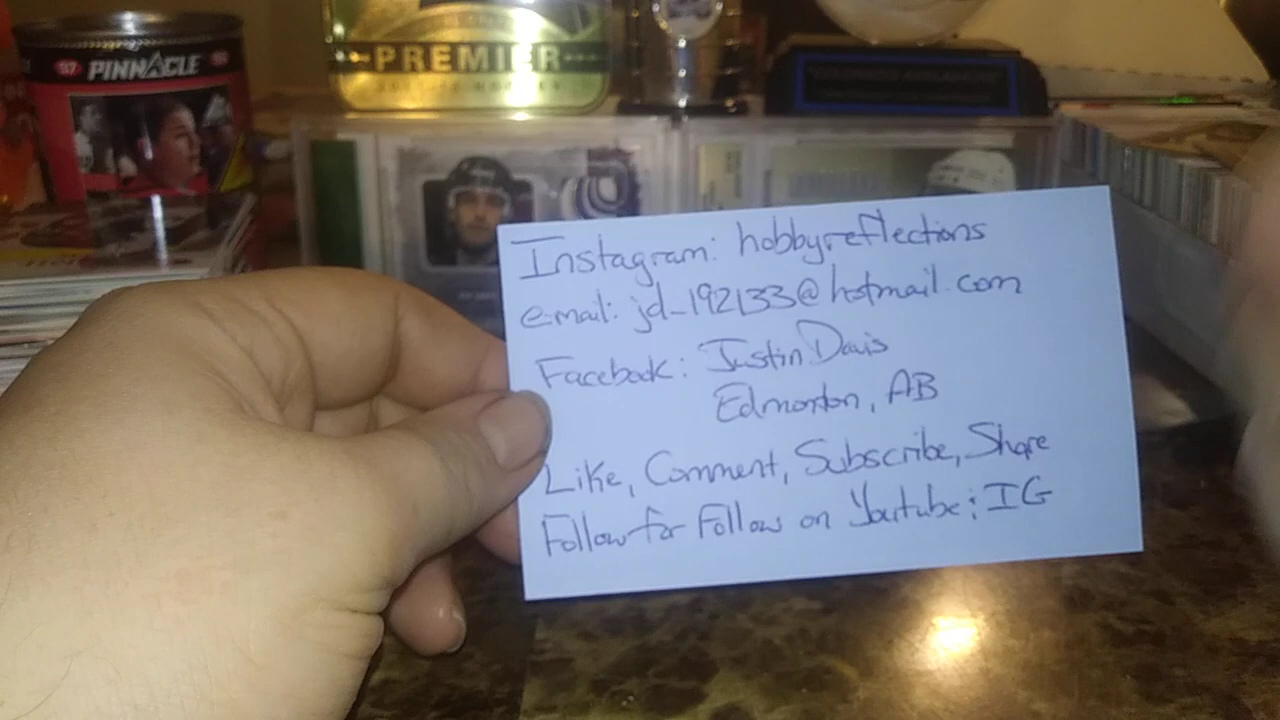 97 PINNACLE
PREMIER
Instagram: hobbyreflections
e-mail: jd_192133@hotmail.com
Facebook: Justin Davis
Edmonton, AB
Like, Comment, Subscribe, Share
Follow for Follow on Youtube; IG